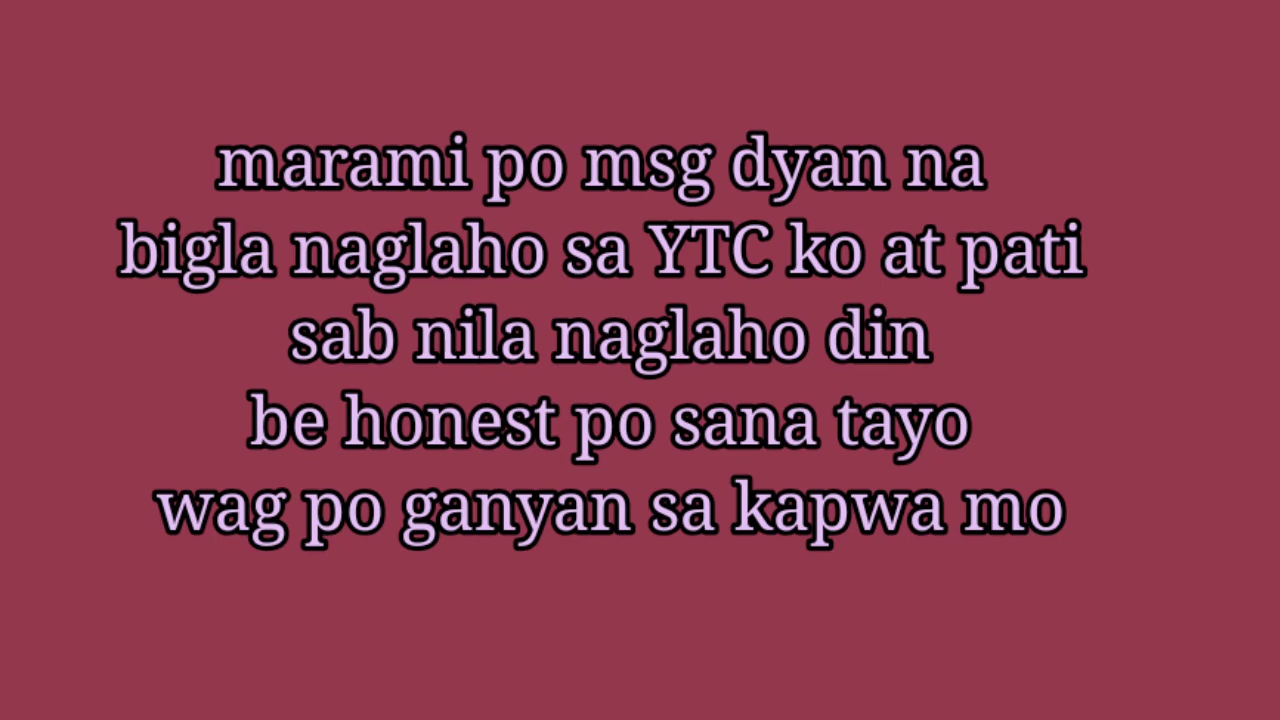 marami po msg dyan na
bigla naglaho sa YTC ko at pati
sab nila naglaho din
be honest po sana tayo
wag po ganyan sa kapwa mo